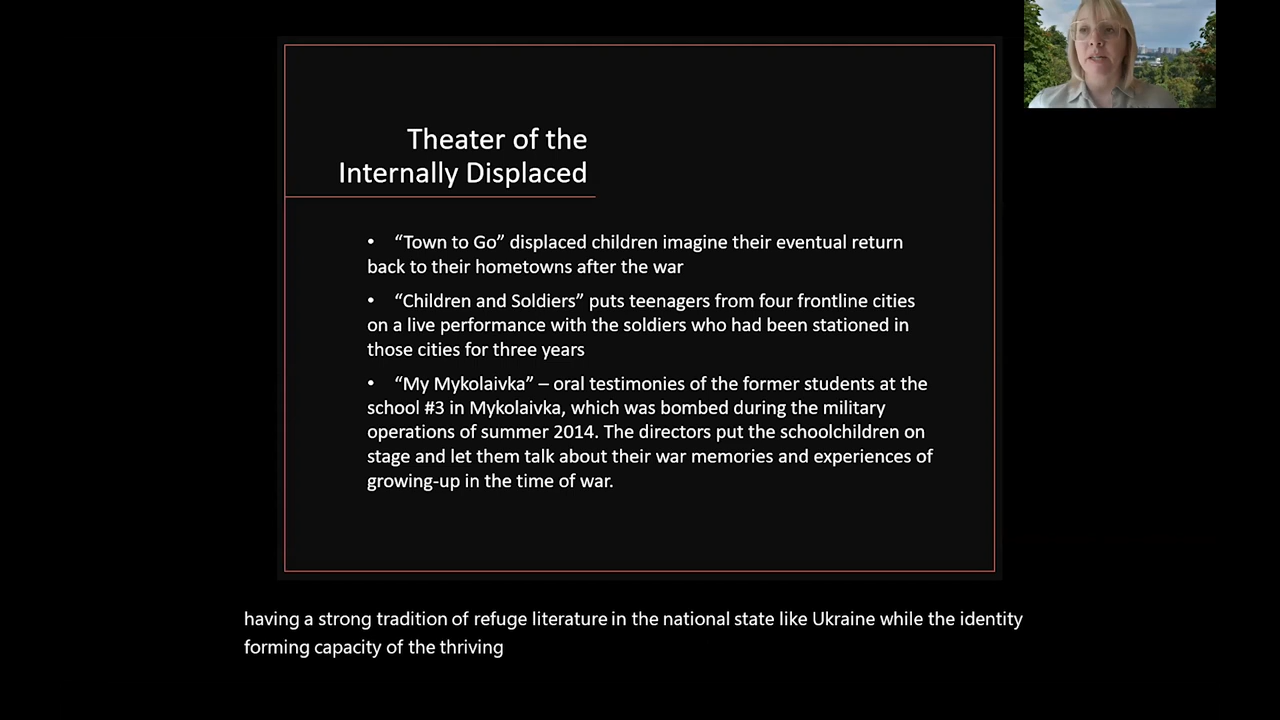 Theater of the
Internally Displaced
• “Town to Go” displaced children imagine their eventual return
back to their hometowns after the war
• “Children and Soldiers” puts teenagers from four frontline cities
on a live performance with the soldiers who had been stationed in
those cities for three years
• “My Mykolaivka” – oral testimonies of the former students at the
school #3 in Mykolaivka, which was bombed during the military
operations of summer 2014. The directors put the schoolchildren on
stage and let them talk about their war memories and experiences of
growing-up in the time of war.
having a strong tradition of refuge literature in the national state like Ukraine while the identity
forming capacity of the thriving